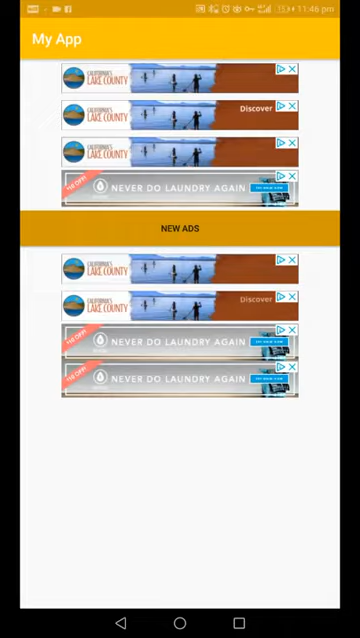 11:46 pm
My App
CALIFORNIA'S
LAKE COUNTY
CALIFORNIA'S
LAKE COUNTY
Discover
CALIFORNIA'S
LAKE COUNTY
NEVER DO LAUNDRY AGAIN
NEW ADS
CALIFORNIA'S
LAKE COUNTY
CALIFORNIA'S
LAKE COUNTY
Discover
NEVER DO LAUNDRY AGAIN
NEVER DO LAUNDRY AGAIN